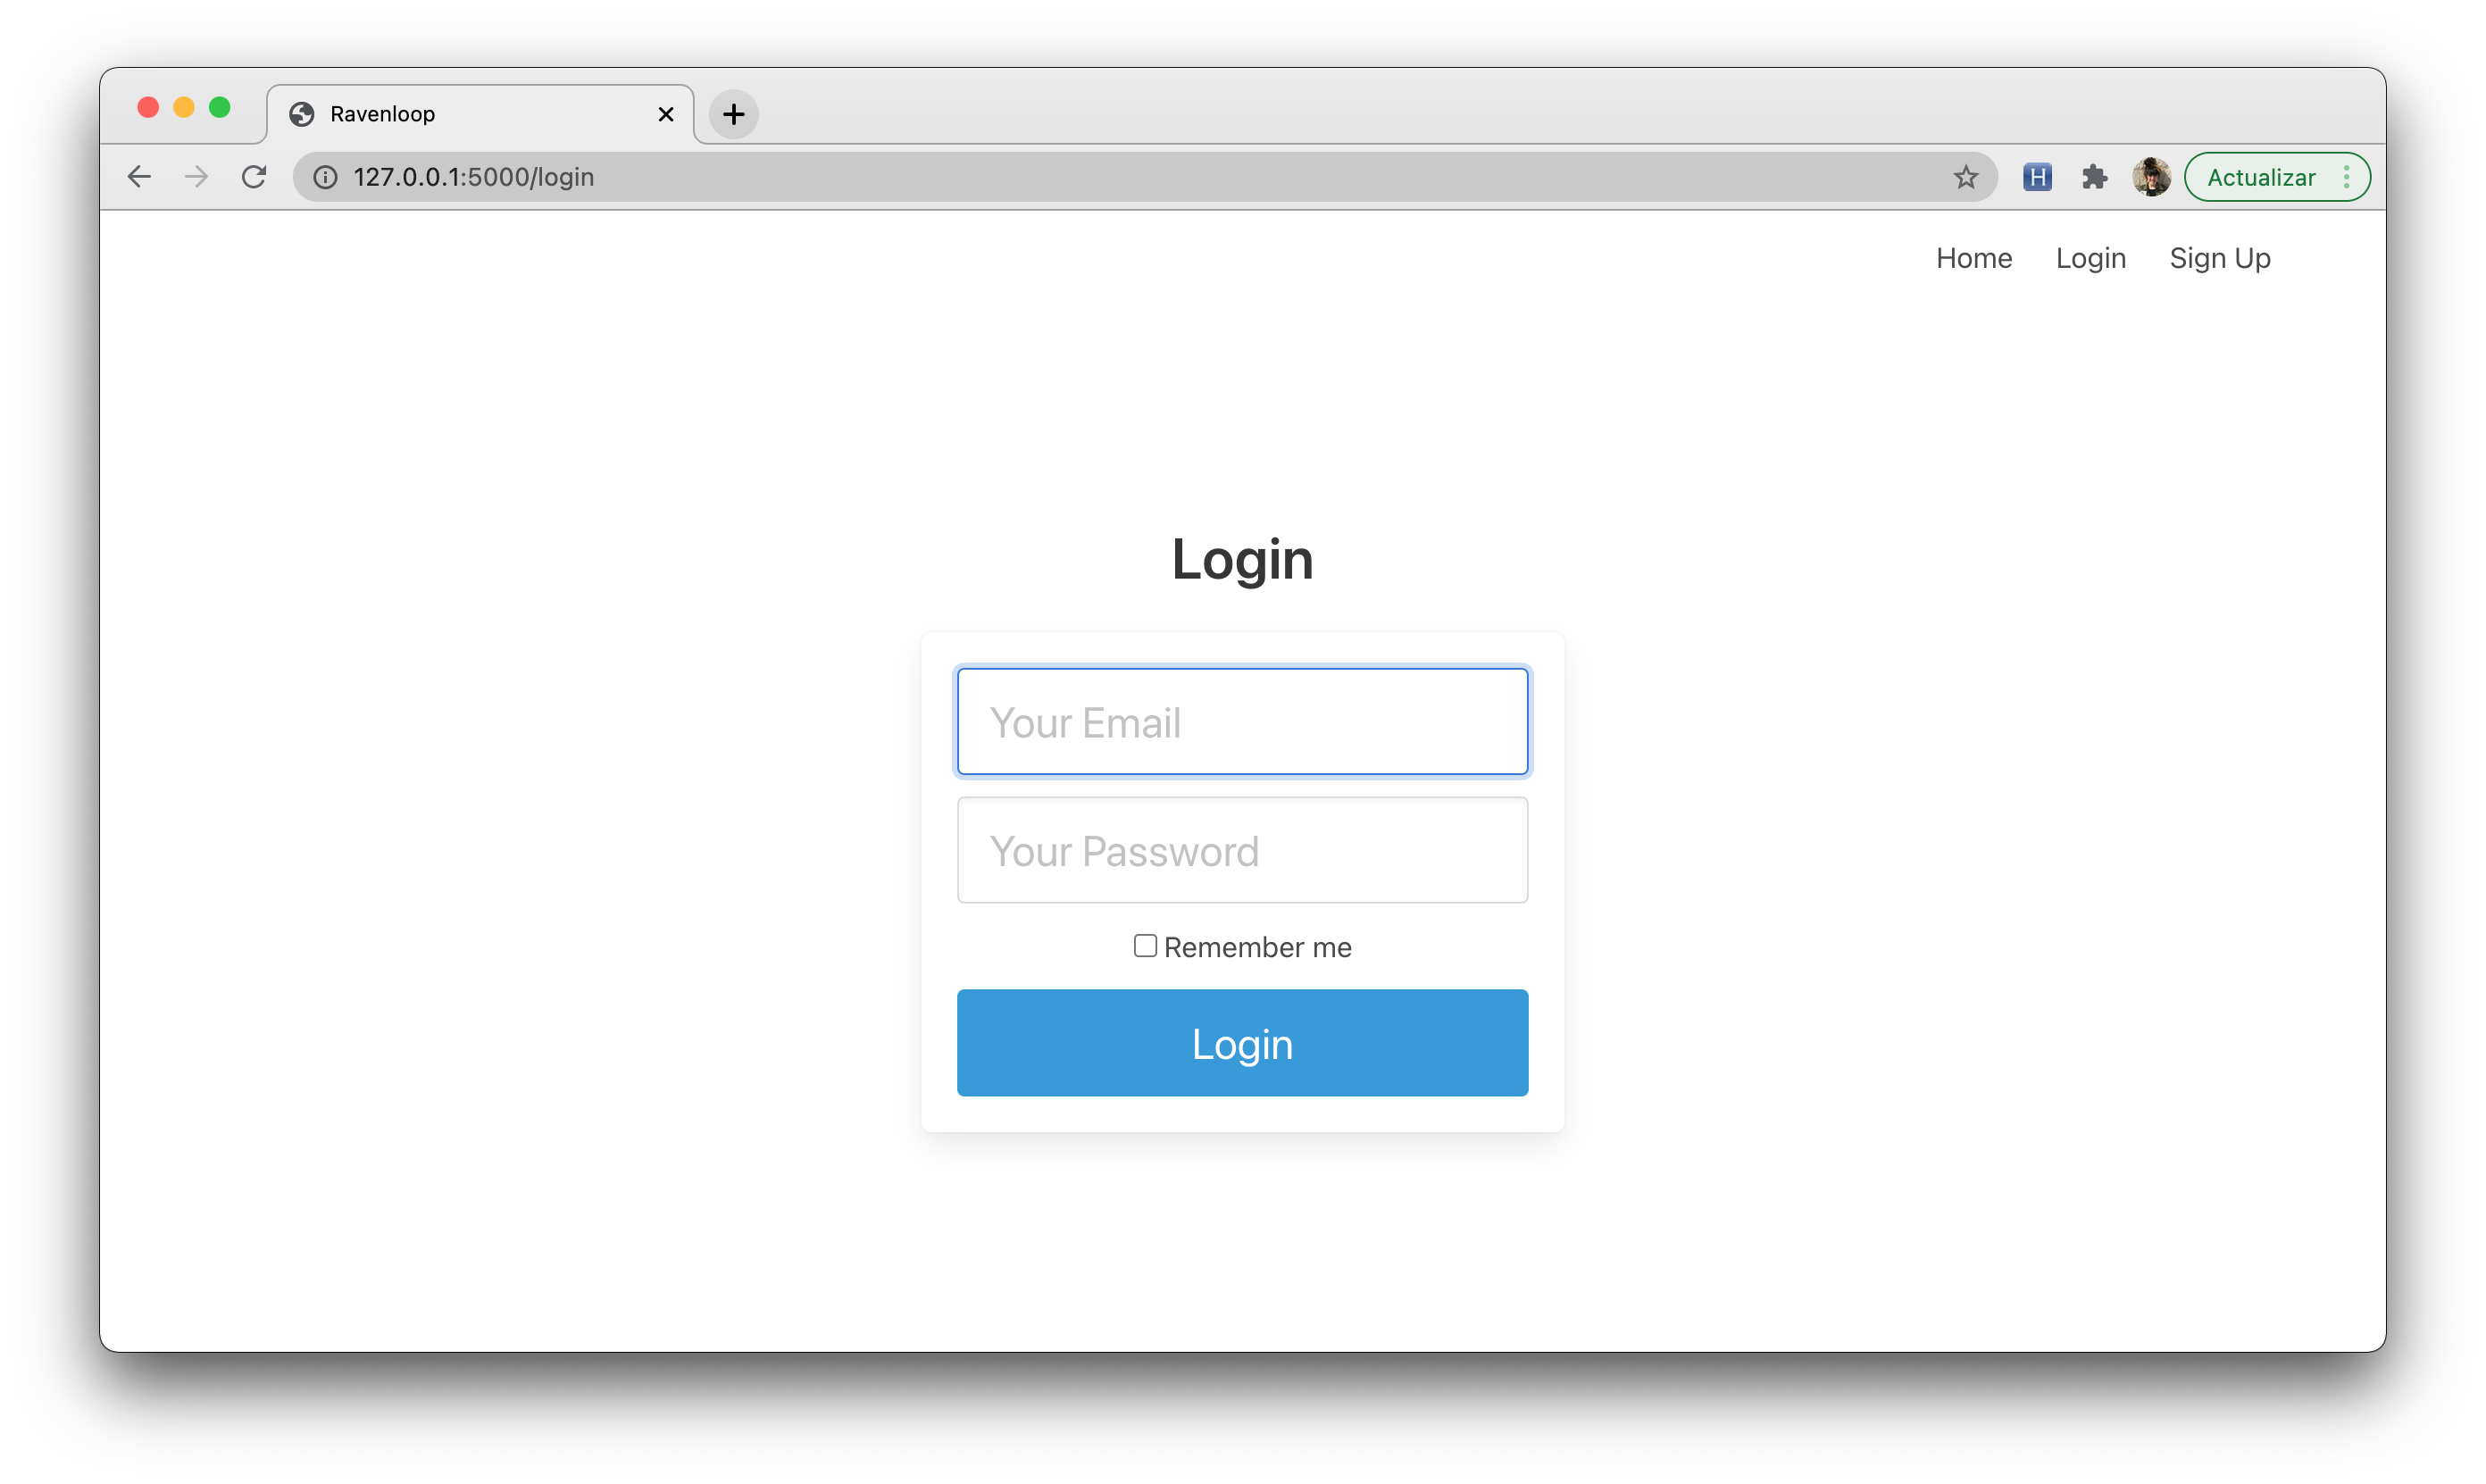 Ravenloop
127.0.0.1:5000/login
H
Actualizar
Home Login Sign Up
Login
Your Email
Your Password
Remember me
Login